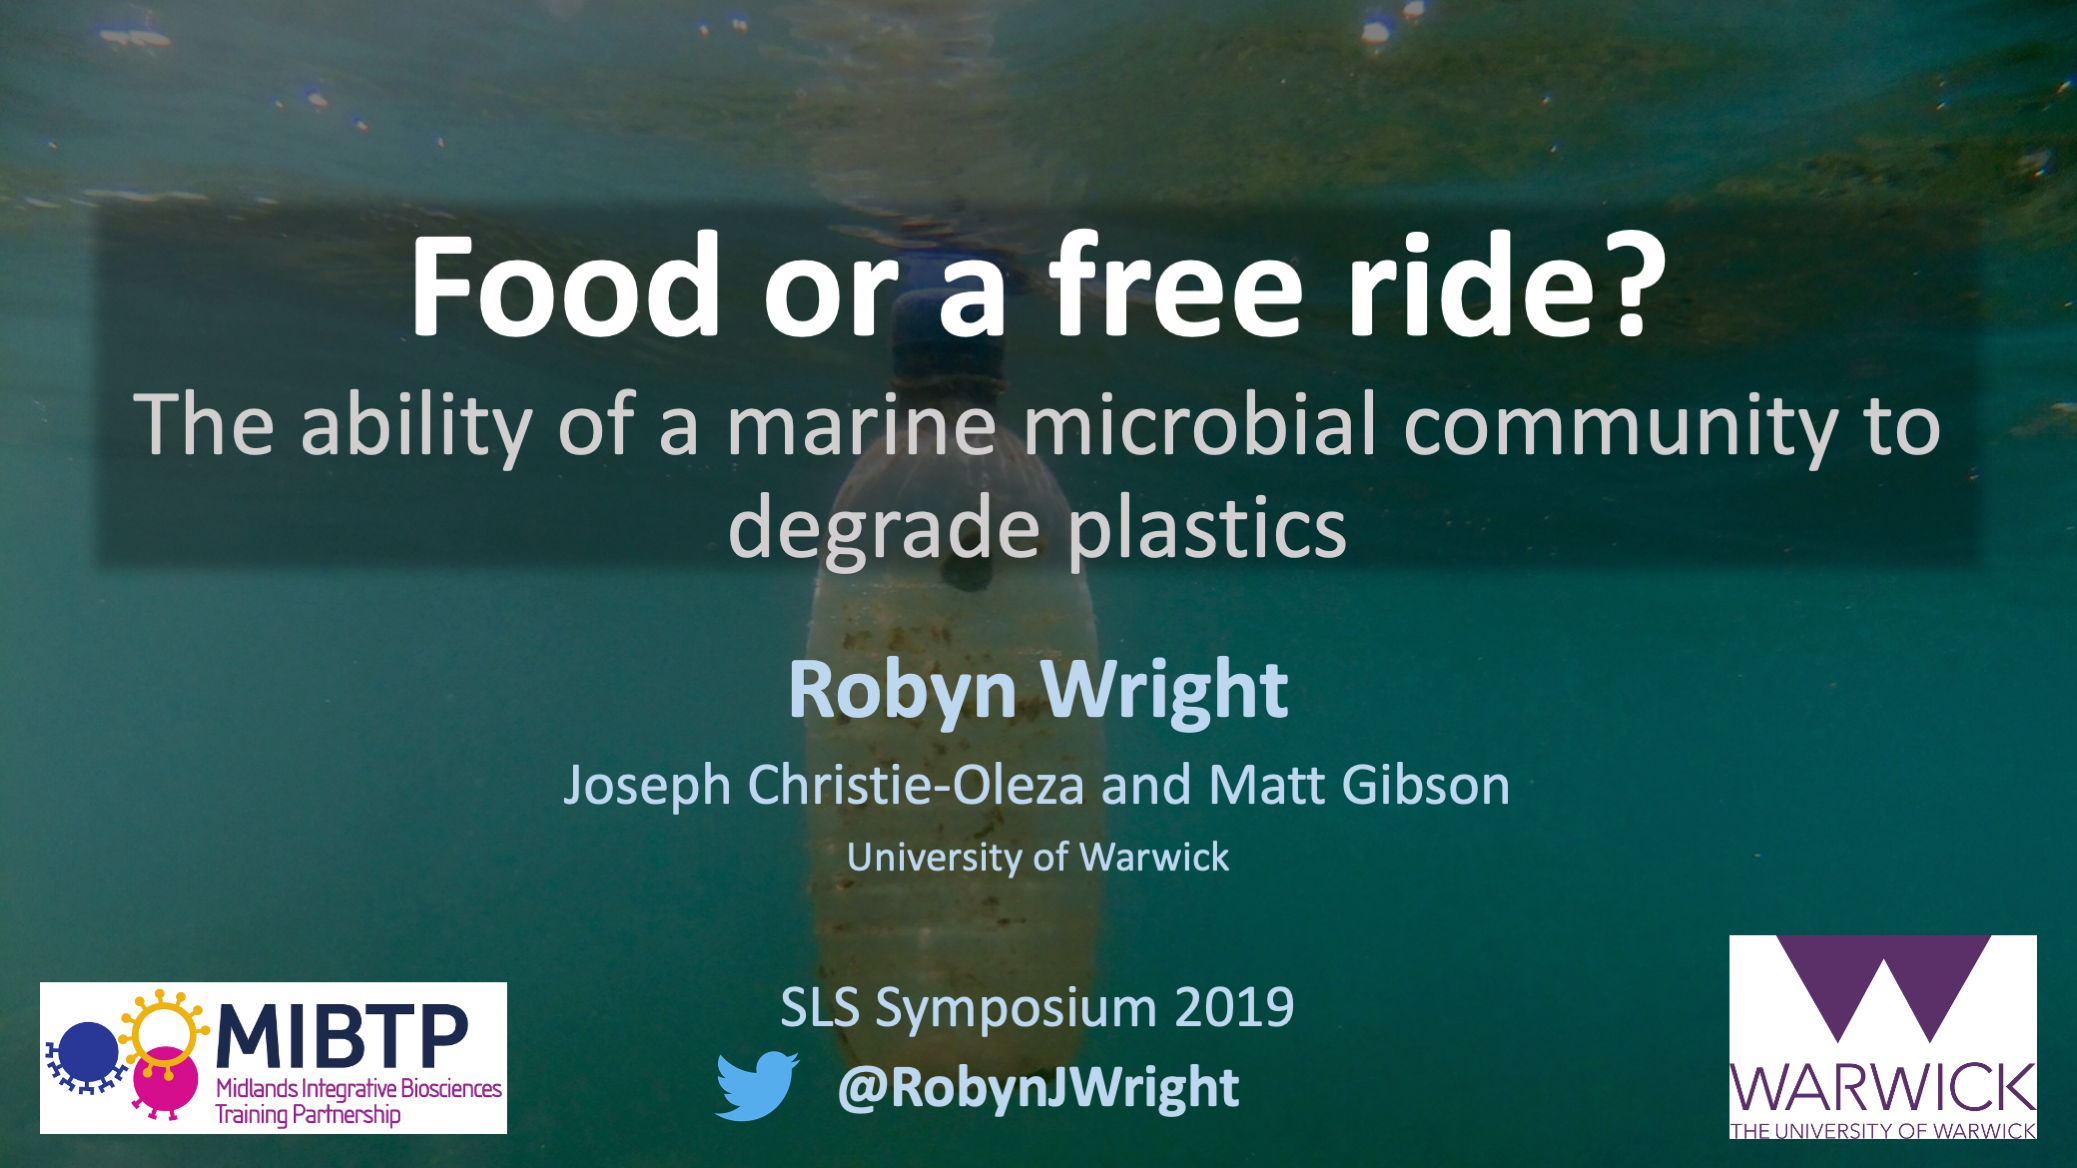 Food or a free ride?
The ability of a marine microbial community to
degrade plastics
Robyn Wright
Joseph Christie-Oleza and Matt Gibson
University of Warwick
SLS Symposium 2019
@RobynJWright
MIBTP
Midlands Integrative Biosciences
Training Partnership
WARWICK
THE UNIVERSITY OF WARWICK